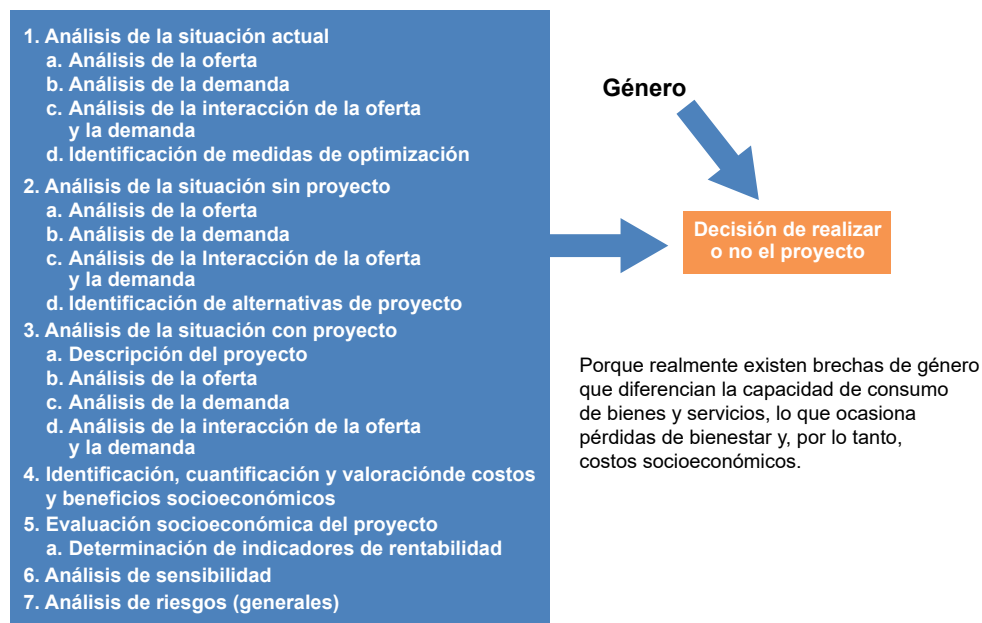 1. Análisis de la situación actual
a. Análisis de la oferta
b. Análisis de la demanda
c. Análisis de la interacción de la oferta
y la demanda
d. Identificación de medidas de optimización
2. Análisis de la situación sin proyecto
a. Análisis de la oferta
b. Análisis de la demanda
c. Análisis de la Interacción de la oferta
y la demanda
d. Identificación de alternativas de proyecto
3. Análisis de la situación con proyecto
a. Descripción del proyecto
b. Análisis de la oferta
c. Análisis de la demanda
d. Análisis de la interacción de la oferta
y la demanda
4. Identificación, cuantificación y valoraciónde costos
y beneficios socioeconómicos
5. Evaluación socioeconómica del proyecto
a. Determinación de indicadores de rentabilidad
6. Análisis de sensibilidad
7. Análisis de riesgos (generales)
Género
Decisión de realizar
o no el proyecto
Porque realmente existen brechas de género
que diferencian la capacidad de consumo
de bienes y servicios, lo que ocasiona
pérdidas de bienestar y, por lo tanto,
costos socioeconómicos.